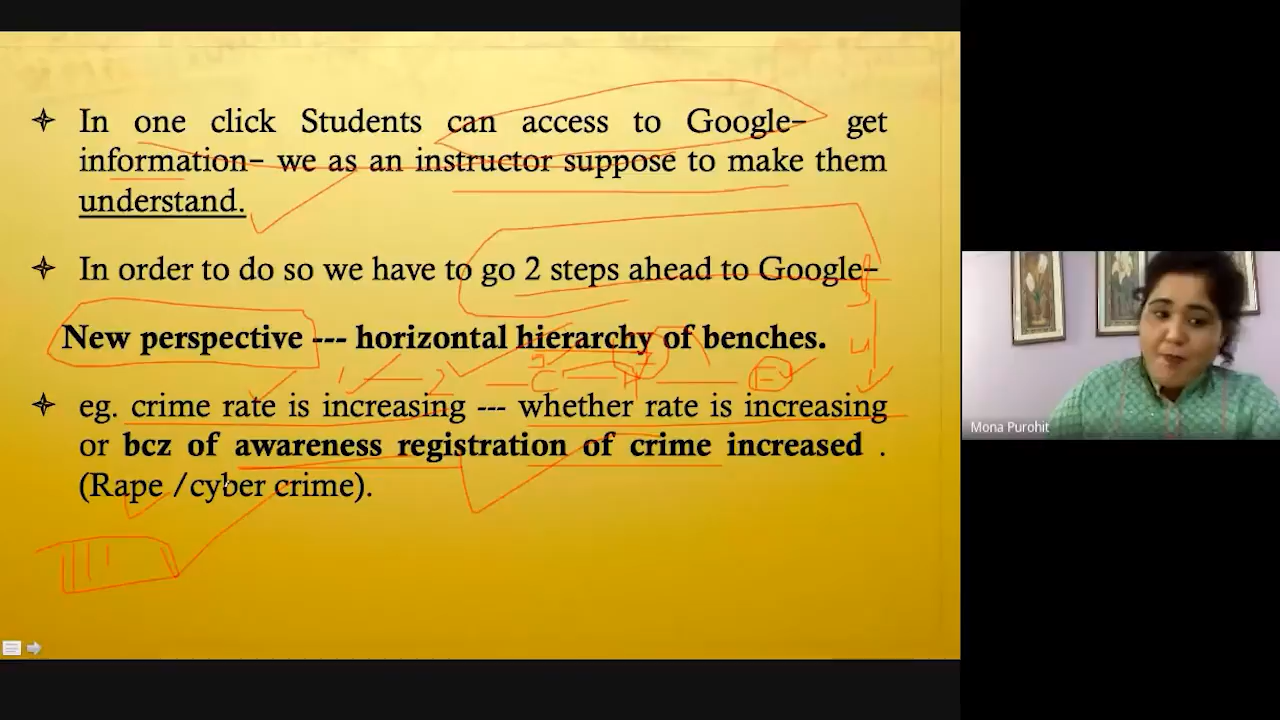 In one click Students can access to Google– get
information– we as an instructor suppose to make them
understand.
In order to do so we have to go 2 steps ahead to Google–
New perspective --- horizontal hierarchy of benches.
1 2 C
eg. crime rate is increasing --- whether rate is increasing
or bcz of awareness registration of crime increased .
(Rape /cyber crime).
Mona Purohit